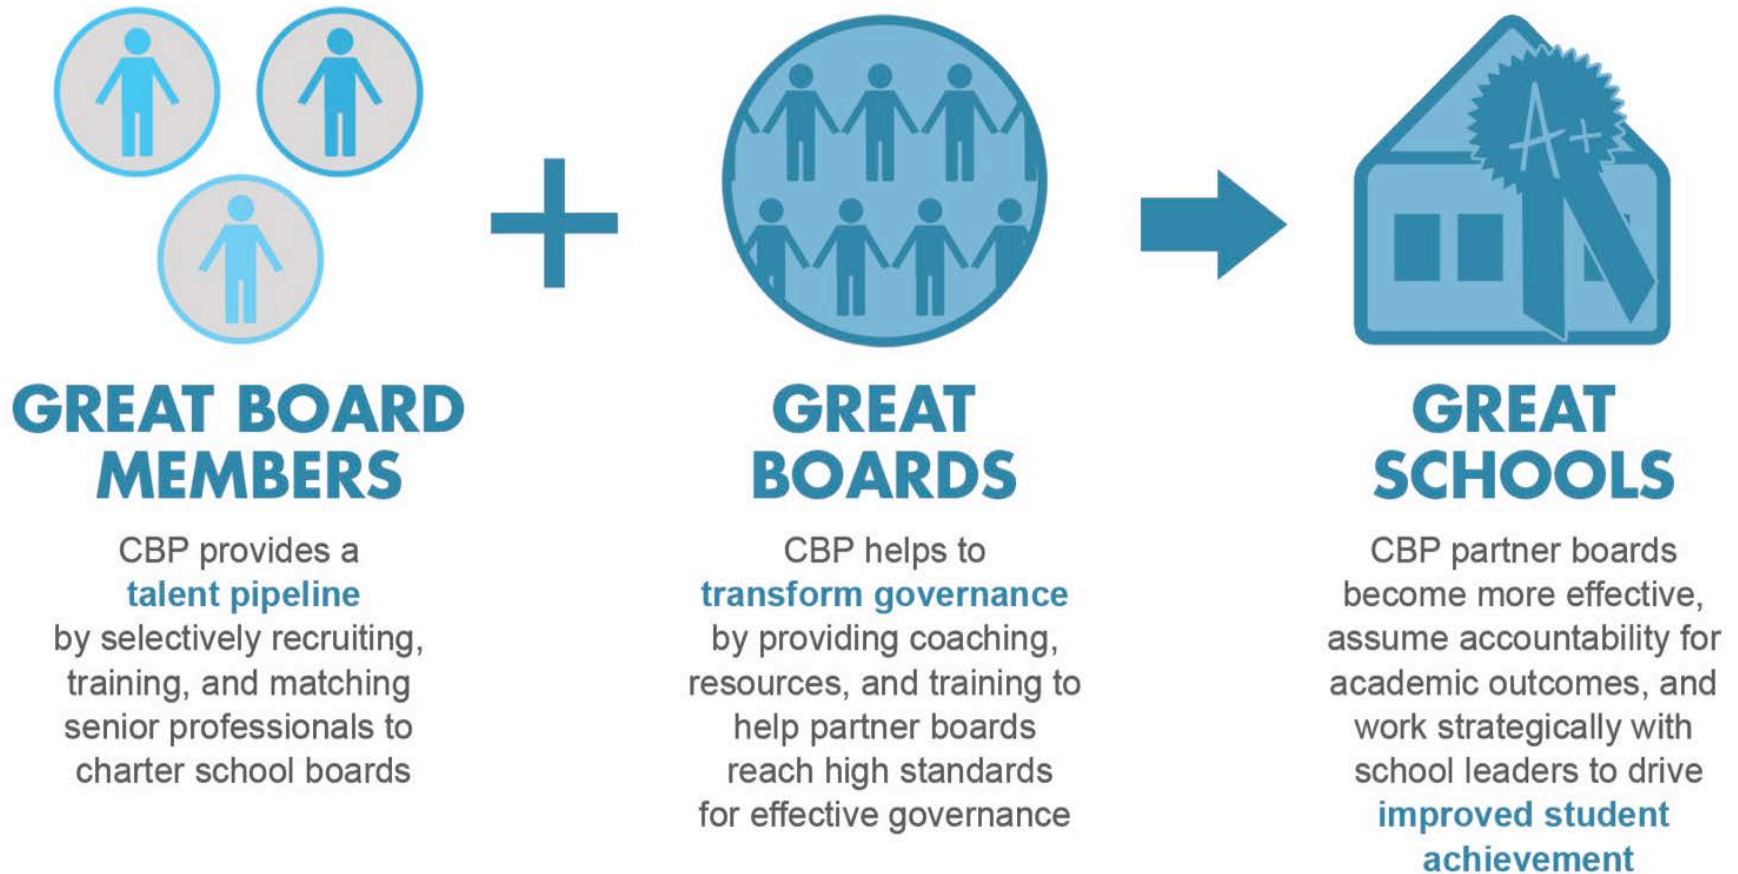 A+
GREAT BOARD
MEMBERS
CBP provides a
talent pipeline
by selectively recruiting,
training, and matching
senior professionals to
charter school boards
GREAT
BOARDS
CBP helps to
transform governance
by providing coaching,
resources, and training to
help partner boards
reach high standards
for effective governance
GREAT
SCHOOLS
CBP partner boards
become more effective,
assume accountability for
academic outcomes, and
work strategically with
school leaders to drive
improved student
achievement